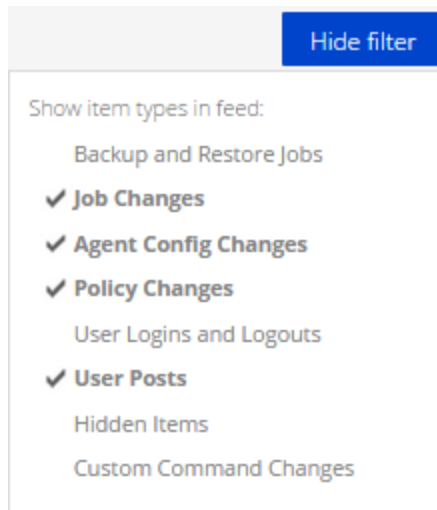 Hide filter
Show item types in feed:
Backup and Restore Jobs
Job Changes
Agent Config Changes
Policy Changes
User Logins and Logouts
User Posts
Hidden Items
Custom Command Changes